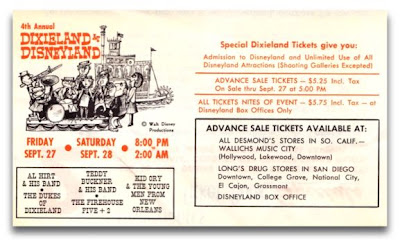 4th Annual
DIXIELAND at
DISNEYLAND
© Walt Disney
Productions
FRIDAY • SATURDAY • 8:00 PM
SEPT. 27 SEPT. 28 2:00 AM
AL HIRT
& HIS BAND
•
THE DUKES
OF
DIXIELAND
TEDDY
BUCKNER
& HIS BAND
•
THE FIREHOUSE
FIVE + 2
KID ORY
& THE YOUNG
MEN FROM
NEW
ORLEANS
Special Dixieland Tickets give you:
Admission to Disneyland and Unlimited Use of All
Disneyland Attractions (Shooting Galleries Excepted)
ADVANCE SALE TICKETS — $5.25 Incl. Tax
On Sale thru Sept. 27 at 5:00 PM
ALL TICKETS NITES OF EVENT — $5.75 Incl. Tax — at
Disneyland Box Offices Only
ADVANCE SALE TICKETS AVAILABLE AT:
ALL DESMOND'S STORES IN SO. CALIF.—
WALLICHS MUSIC CITY
(Hollywood, Lakewood, Downtown)
LONG'S DRUG STORES IN SAN DIEGO
Downtown, College Grove, National City,
El Cajon, Grossmont
DISNEYLAND BOX OFFICE